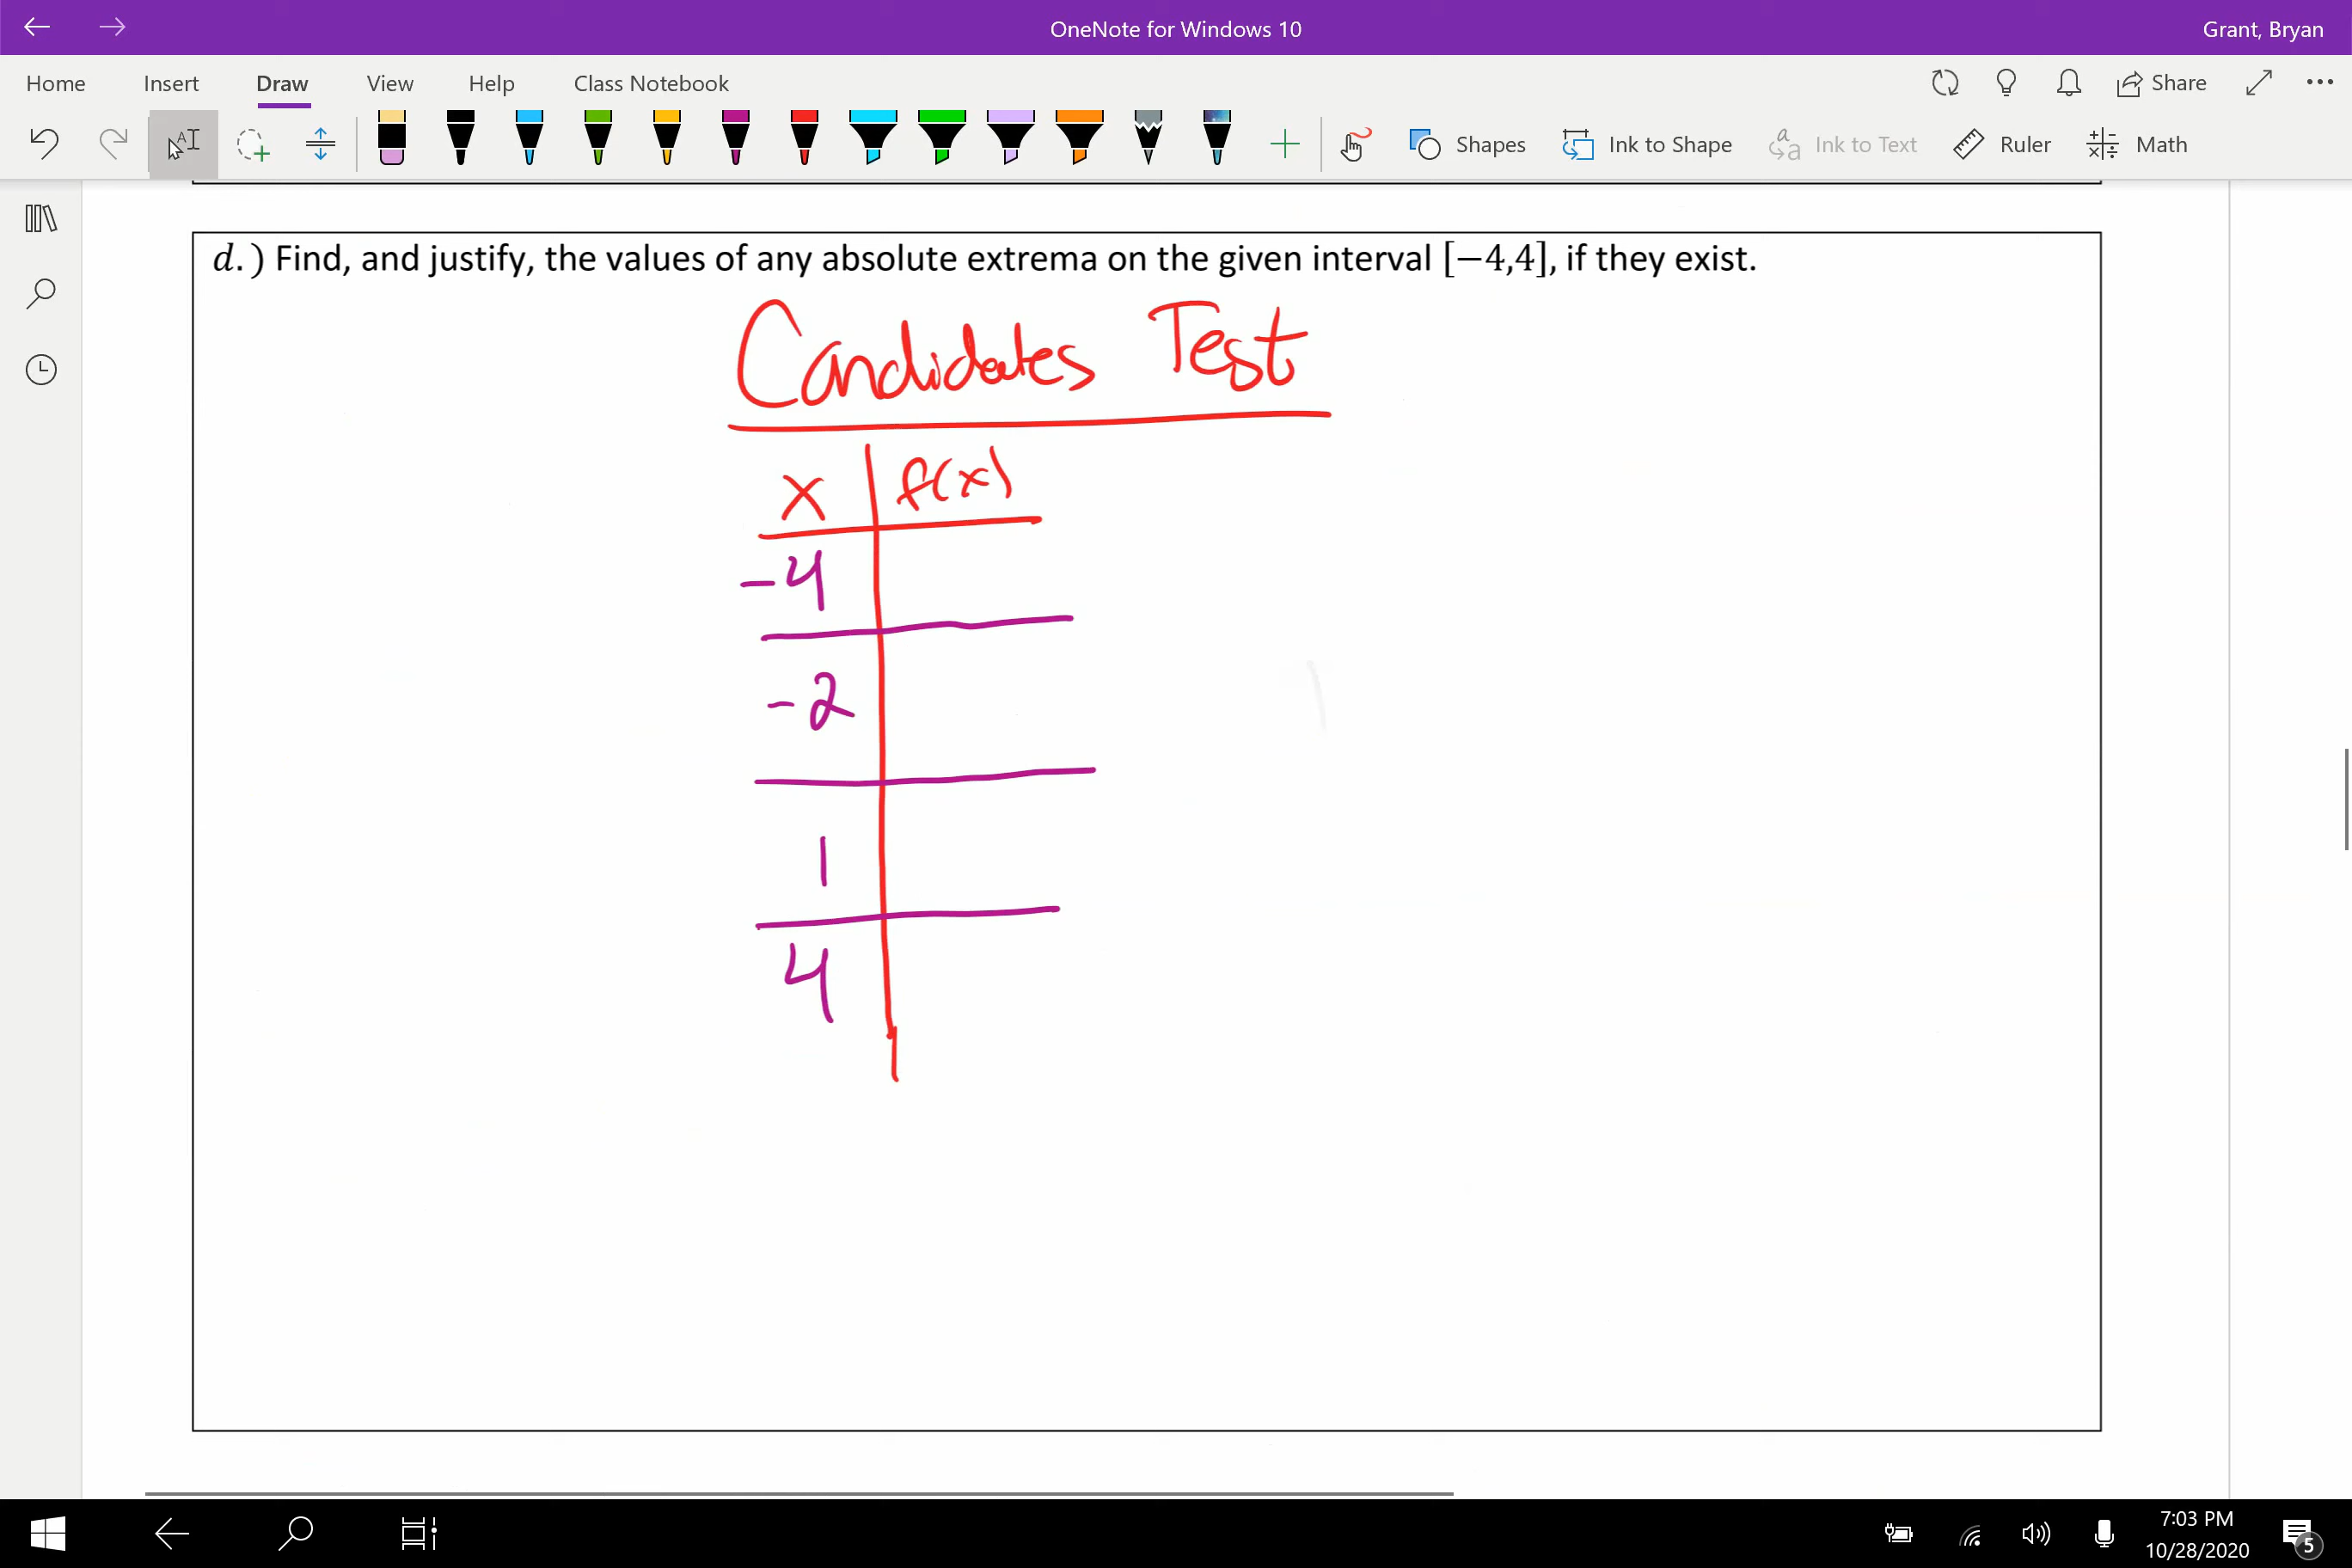 OneNote for Windows 10
Grant, Bryan
Home Insert Draw View Help Class Notebook Share
Shapes Ink to Shape Ink to Text Ruler Math
d.) Find, and justify, the values of any absolute extrema on the given interval [−4,4], if they exist.
Candidates Test
x f(x)
-4
-2
1
4
7:03 PM
10/28/2020
5